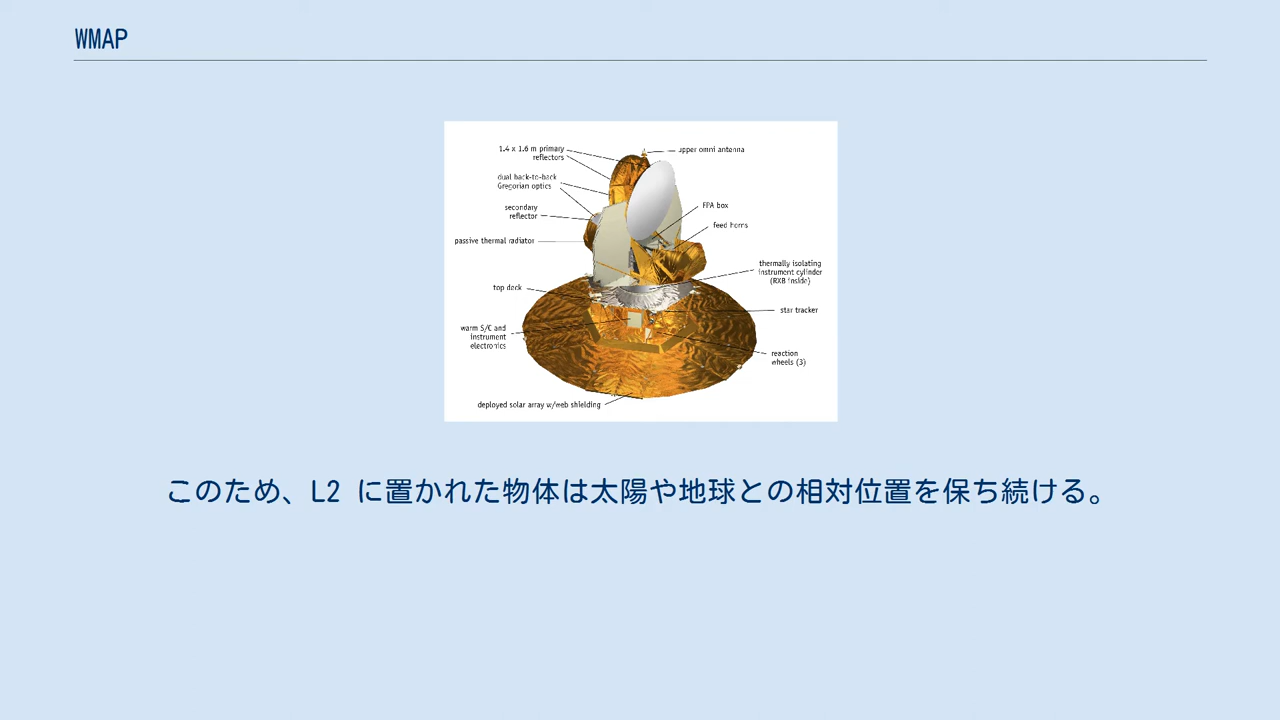 WMAP
1.4 x 1.6 m primary
reflectors
upper omni antenna
dual back-to-back
Gregorian optics
secondary
reflector
FPA box
feed horns
passive thermal radiator
thermally isolating
instrument cylinder
(RXB inside)
top deck
star tracker
warm S/C and
instrument
electronics
reaction
wheels (3)
deployed solar array w/web shielding
このため、L2 に置かれた物体は太陽や地球との相対位置を保ち続ける。